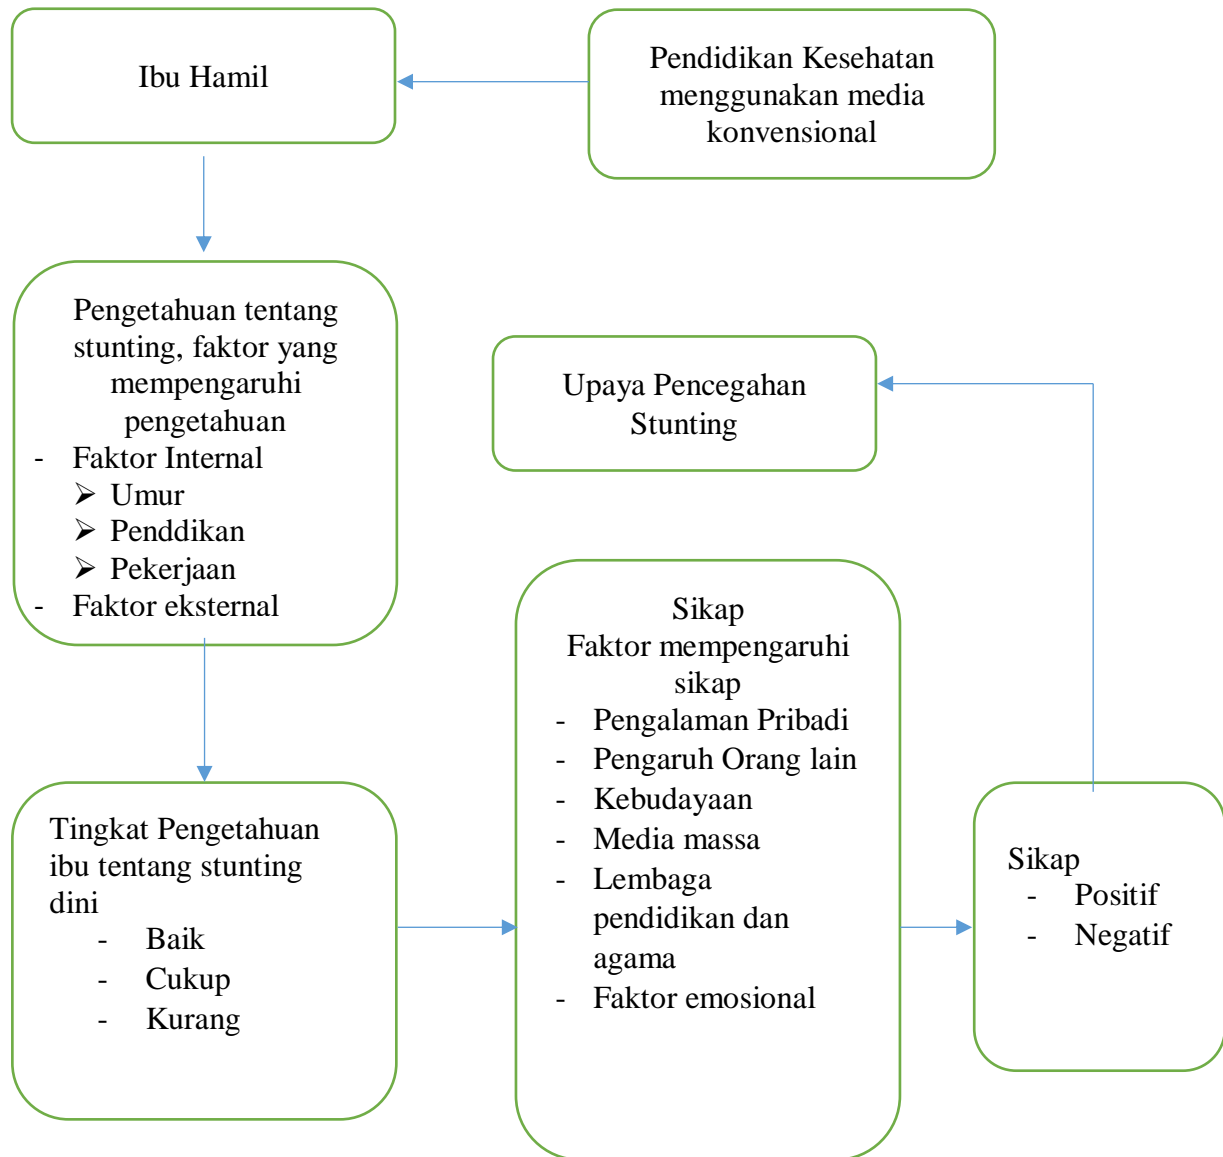 Ibu Hamil
Pendidikan Kesehatan
menggunakan media
konvensional
Pengetahuan tentang
stunting, faktor yang
mempengaruhi
pengetahuan
- Faktor Internal
➢ Umur
➢ Penddikan
➢ Pekerjaan
- Faktor eksternal
Upaya Pencegahan
Stunting
Tingkat Pengetahuan
ibu tentang stunting
dini
- Baik
- Cukup
- Kurang
Sikap
Faktor mempengaruhi
sikap
- Pengalaman Pribadi
- Pengaruh Orang lain
- Kebudayaan
- Media massa
- Lembaga
pendidikan dan
agama
- Faktor emosional
Sikap
- Positif
- Negatif